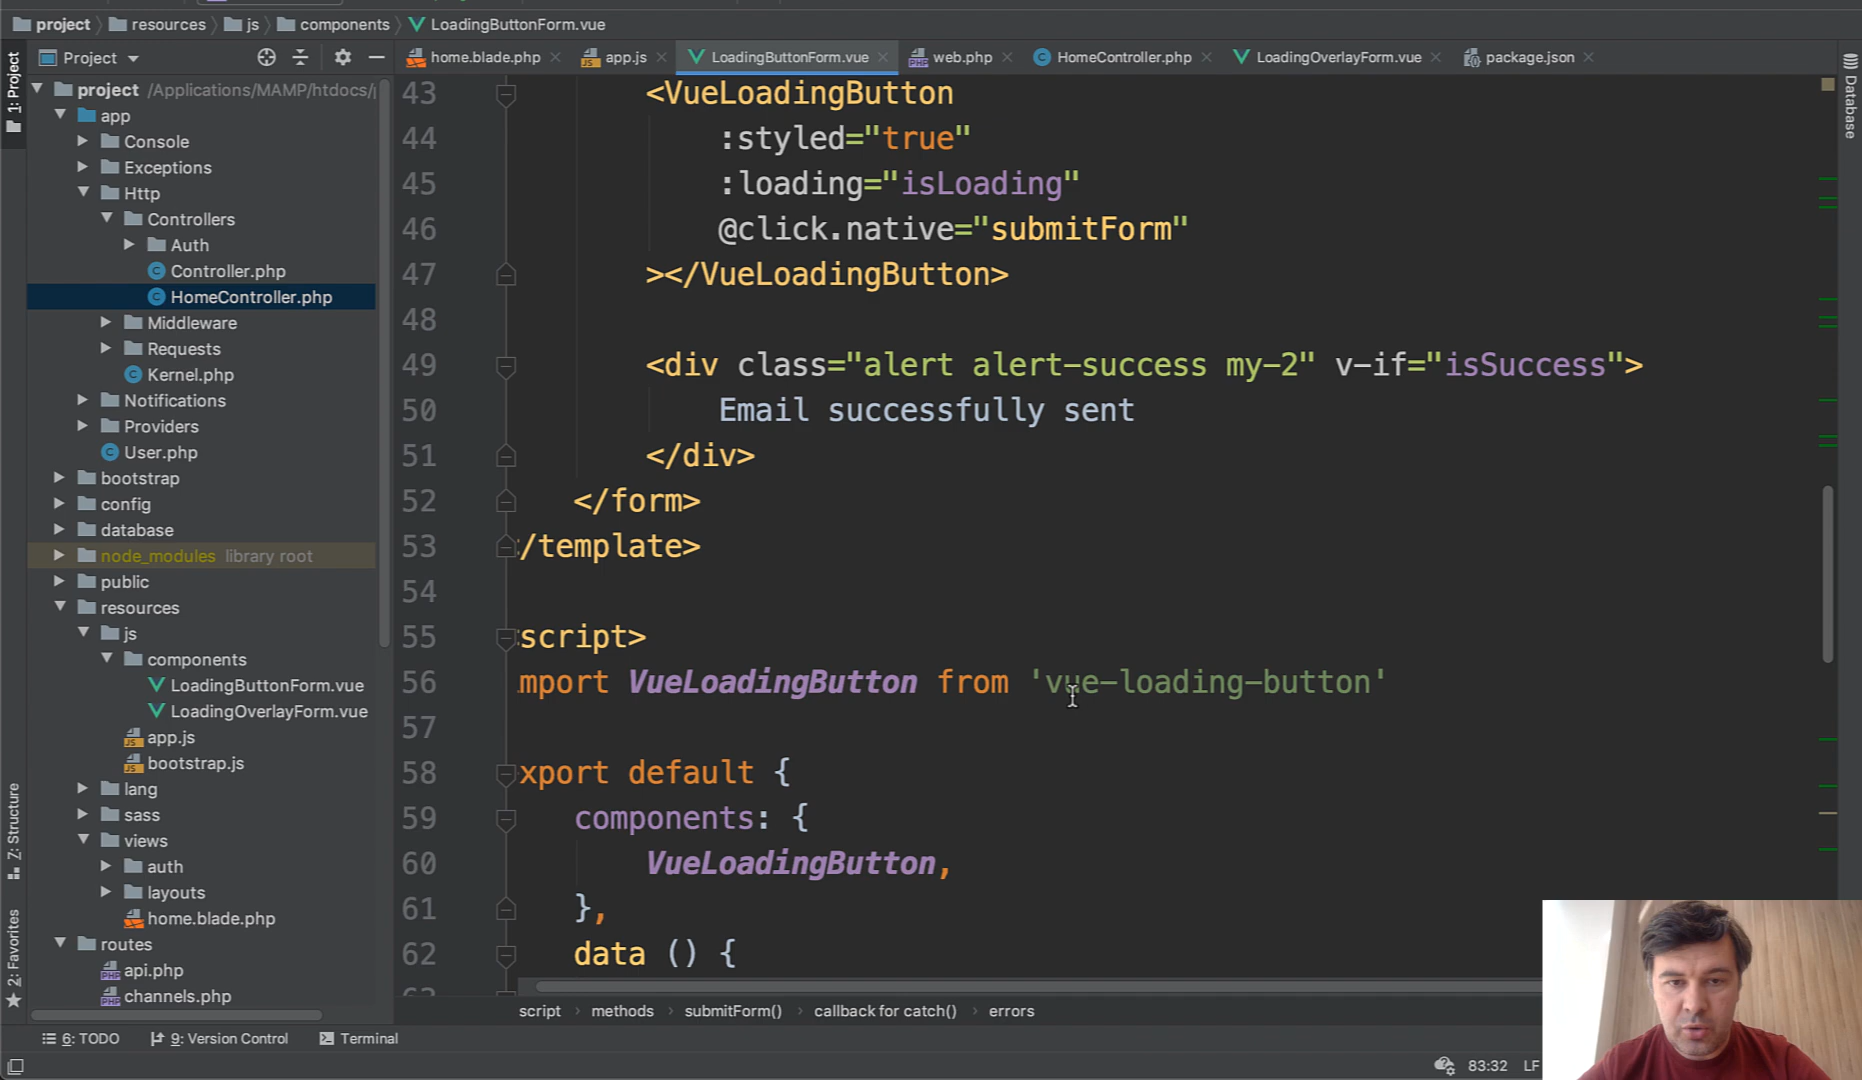 project resources js components LoadingButtonForm.vue
Project
home.blade.php app.js LoadingButtonForm.vue web.php HomeController.php LoadingOverlayForm.vue package.json
1: Project
Z: Structure
2: Favorites
Database
project /Applications/MAMP/htdocs/
app
Console
Exceptions
Http
Controllers
Auth
Controller.php
HomeController.php
Middleware
Requests
Kernel.php
Notifications
Providers
User.php
bootstrap
config
database
node_modules library root
public
resources
js
components
LoadingButtonForm.vue
LoadingOverlayForm.vue
app.js
bootstrap.js
lang
sass
views
auth
layouts
home.blade.php
routes
api.php
channels.php
43 <VueLoadingButton
44 :styled="true"
45 :loading="isLoading"
46 @click.native="submitForm"
47 ></VueLoadingButton>
48
49 <div class="alert alert-success my-2" v-if="isSuccess">
50 Email successfully sent
51 </div>
52 </form>
53 /template>
54
55 script>
56 mport VueLoadingButton from 'vue-loading-button'
57
58 xport default {
59 components: {
60 VueLoadingButton,
61 },
62 data () {
script methods submitForm() callback for catch() errors
6: TODO 9: Version Control Terminal
83:32 LF